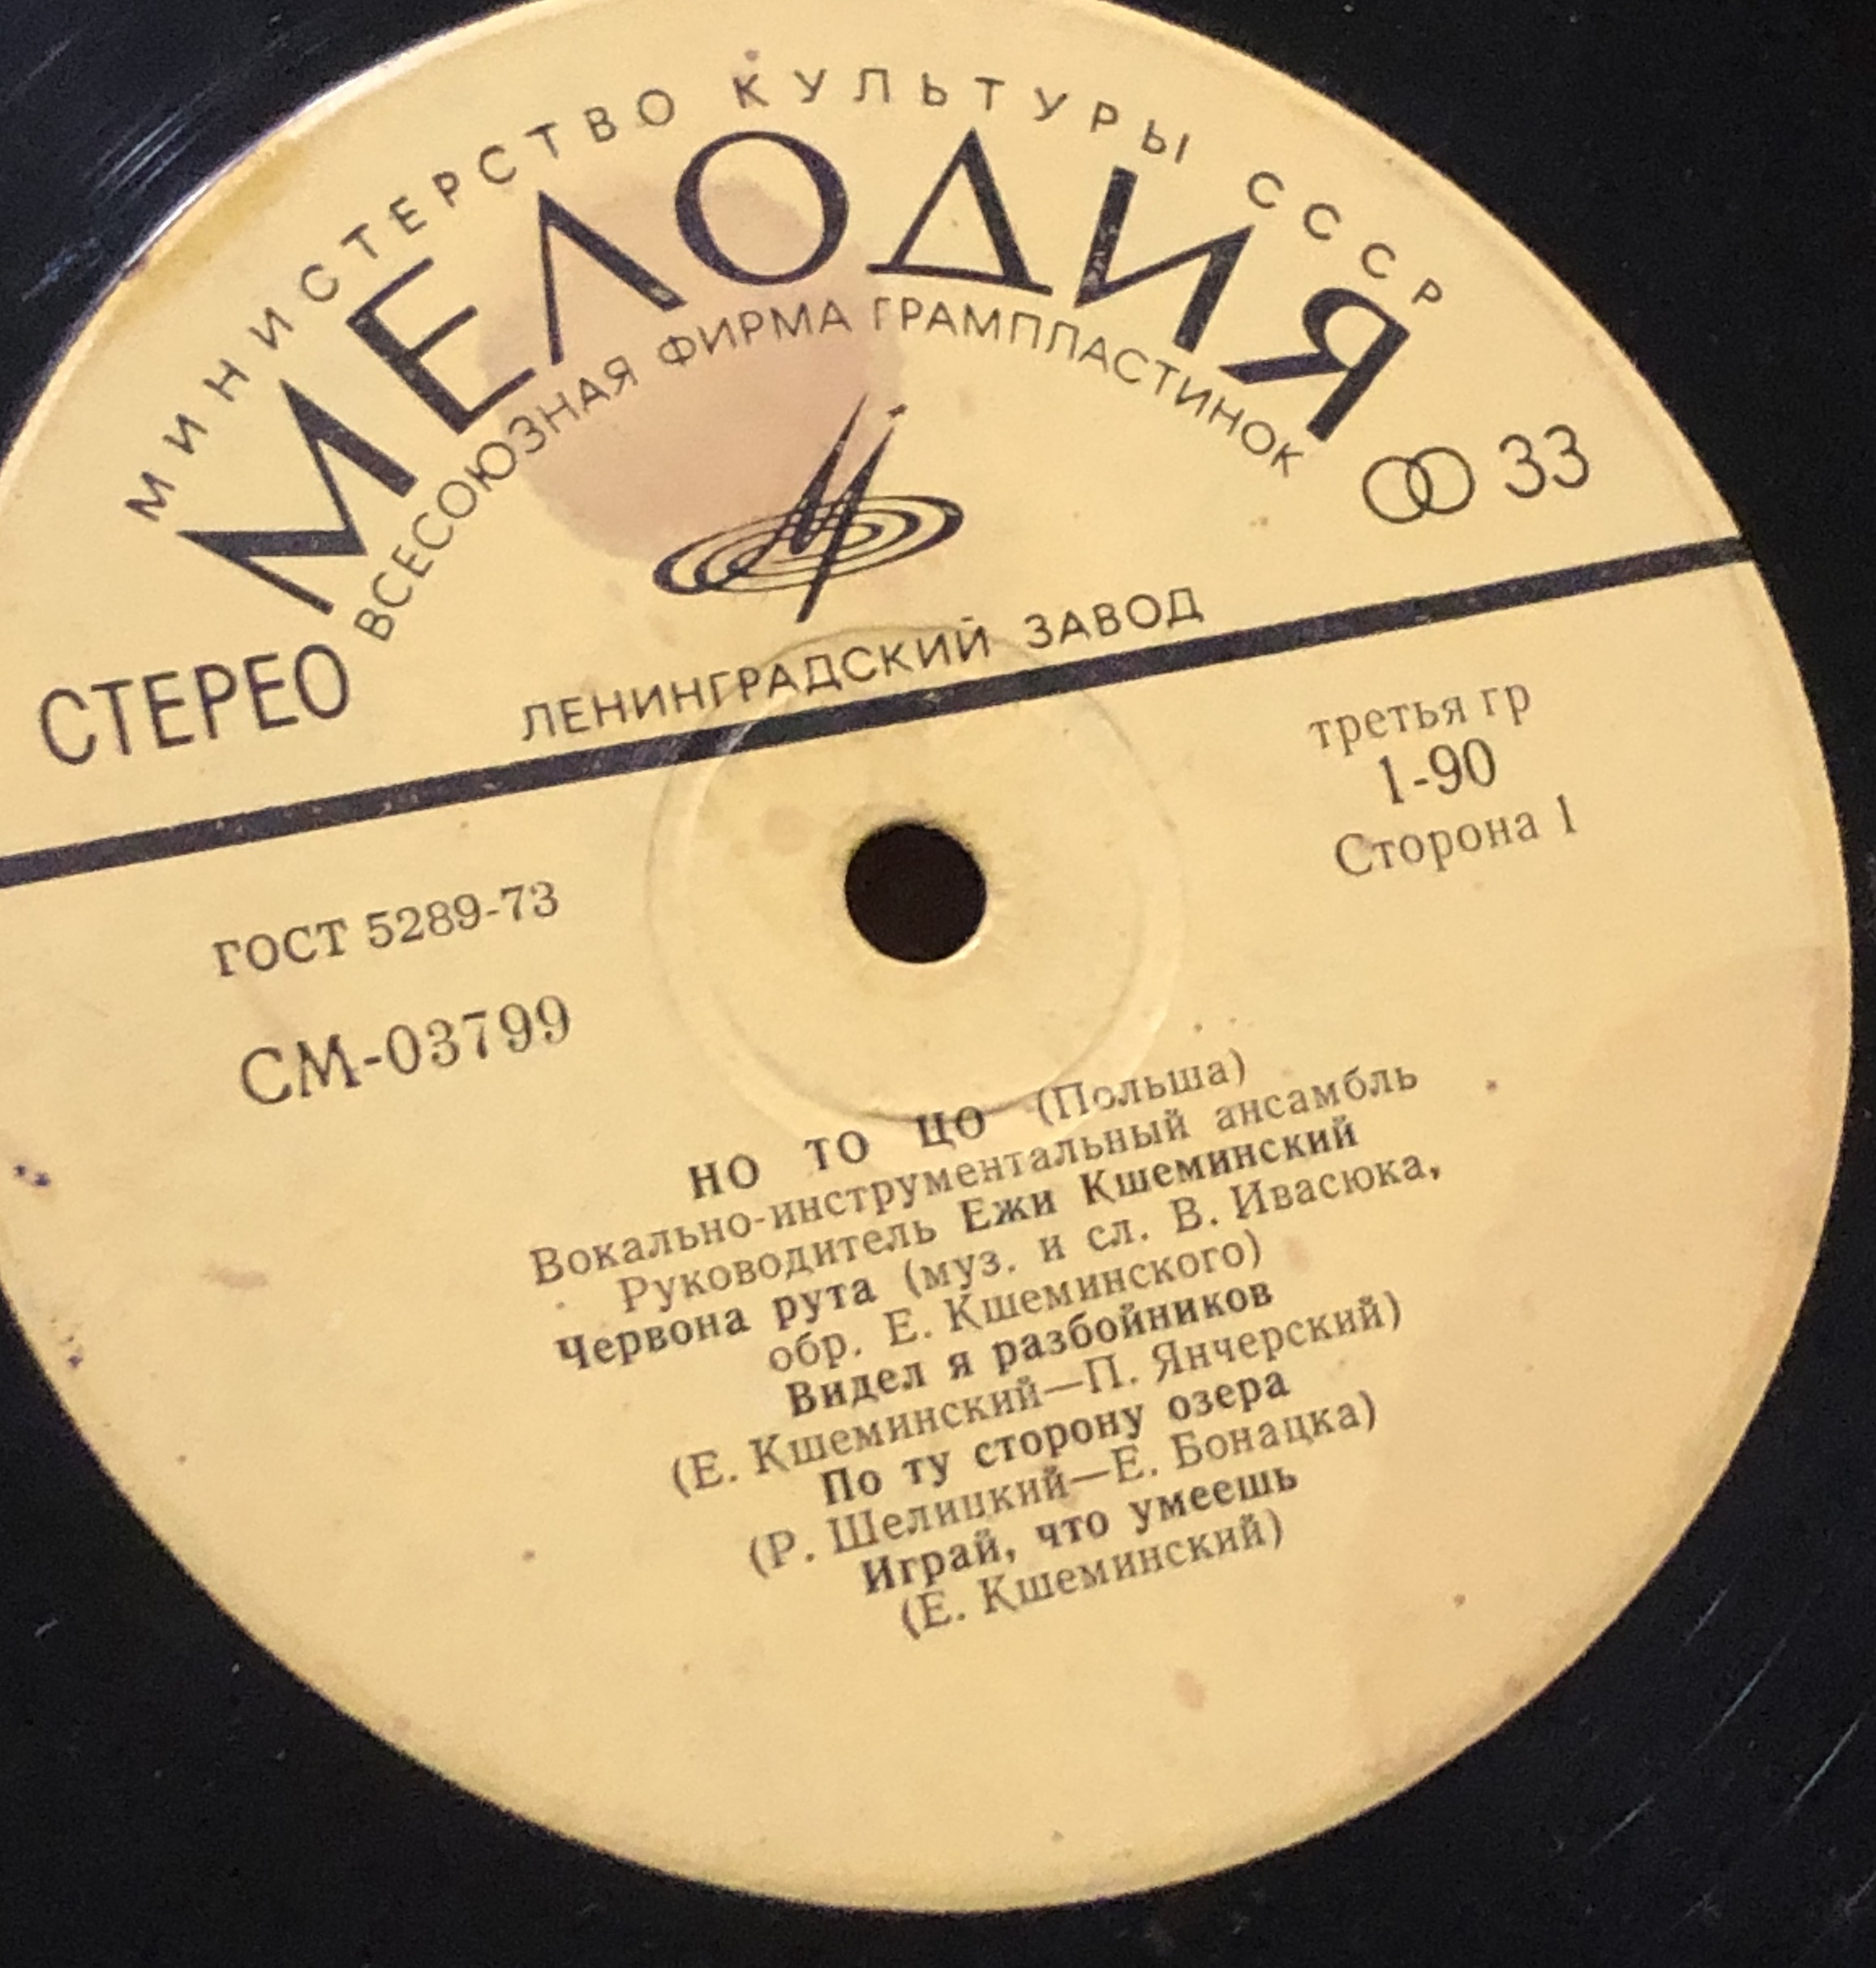 МИНИСТЕРСТВО КУЛЬТУРЫ СССР
МЕЛОДИЯ
ВСЕСОЮЗНАЯ ФИРМА ГРАМПЛАСТИНОК
33
СТЕРЕО
ЛЕНИНГРАДСКИЙ ЗАВОД
третья гр
1-90
Сторона 1
ГОСТ 5289-73
СМ-03799
НО ТО ЦО (Польша)
Вокально-инструментальный ансамбль
Руководитель Ежи Кшеминский
Червона рута (муз. и сл. В. Ивасюка,
обр. Е. Кшеминского)
Видел я разбойников
(Е. Кшеминский—П. Янчерский)
По ту сторону озера
(Р. Шелицкий—Е. Бонацка)
Играй, что умеешь
(Е. Кшеминский)